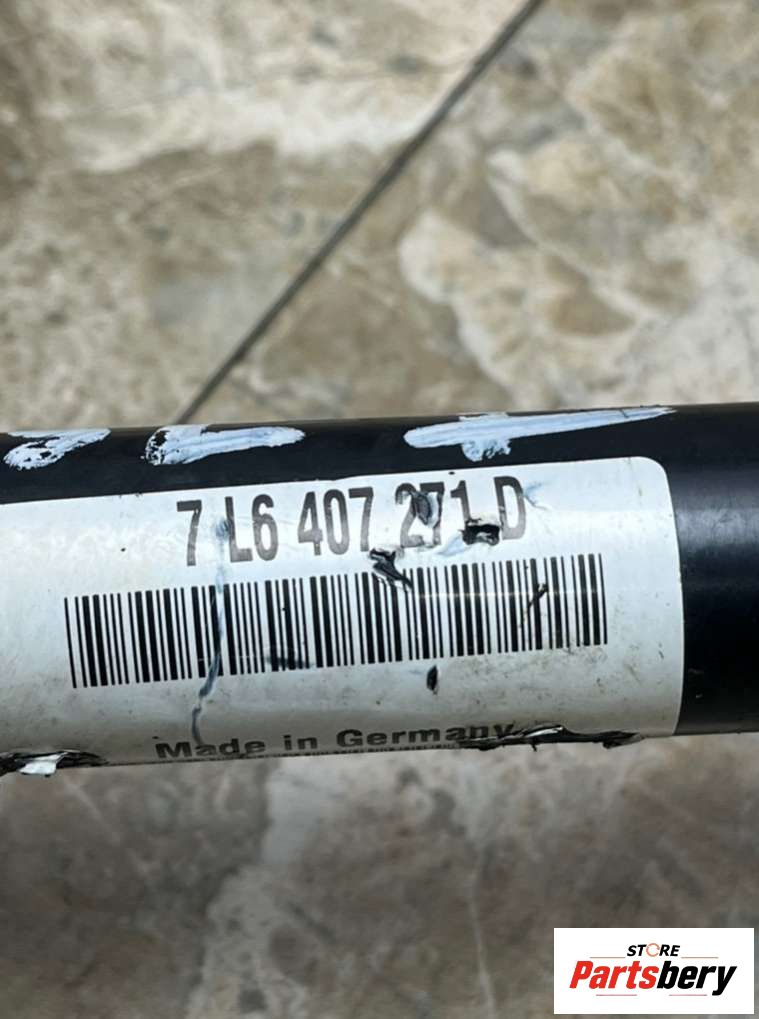 7 L6 407 271 D
Made in Germany
STORE
Partsbery